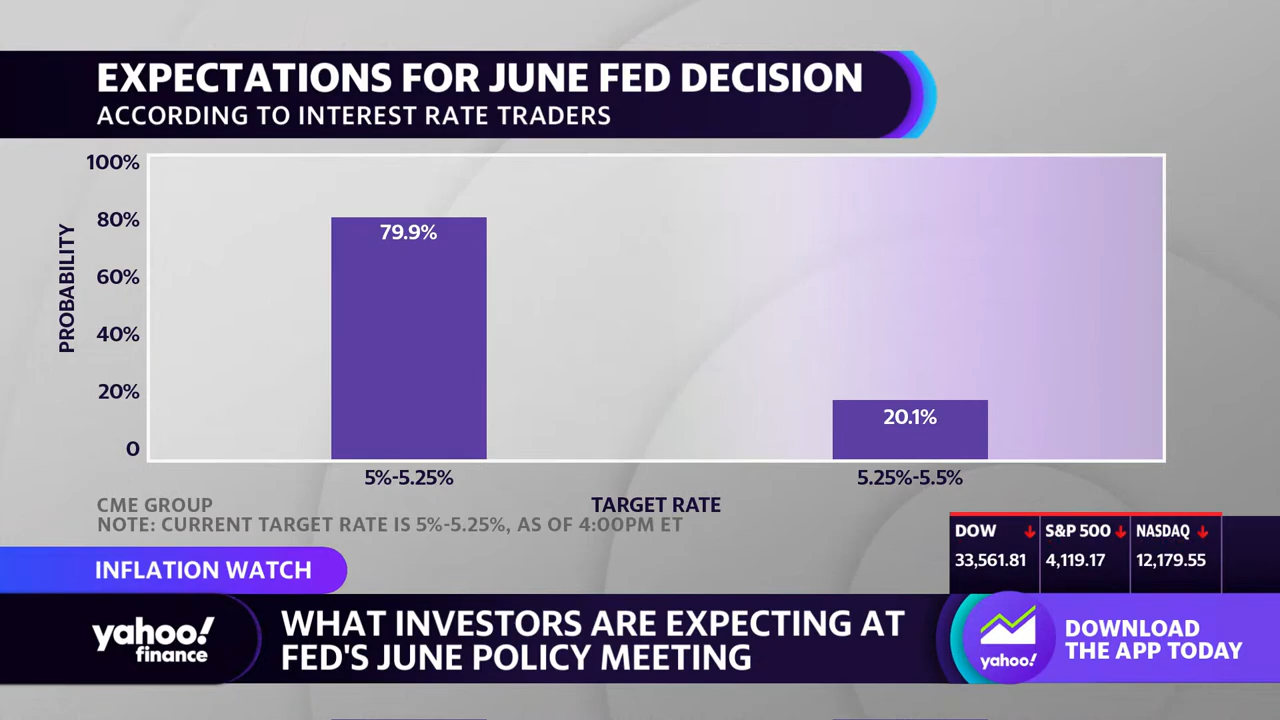 EXPECTATIONS FOR JUNE FED DECISION
ACCORDING TO INTEREST RATE TRADERS
100%
80%
60%
40%
20%
0
PROBABILITY
79.9%
20.1%
5%-5.25%
5.25%-5.5%
TARGET RATE
CME GROUP
NOTE: CURRENT TARGET RATE IS 5%-5.25%, AS OF 4:00PM ET
DOW
33,561.81
S&P 500
4,119.17
NASDAQ
12,179.55
INFLATION WATCH
yahoo!
finance
WHAT INVESTORS ARE EXPECTING AT
FED'S JUNE POLICY MEETING
yahoo!
DOWNLOAD
THE APP TODAY